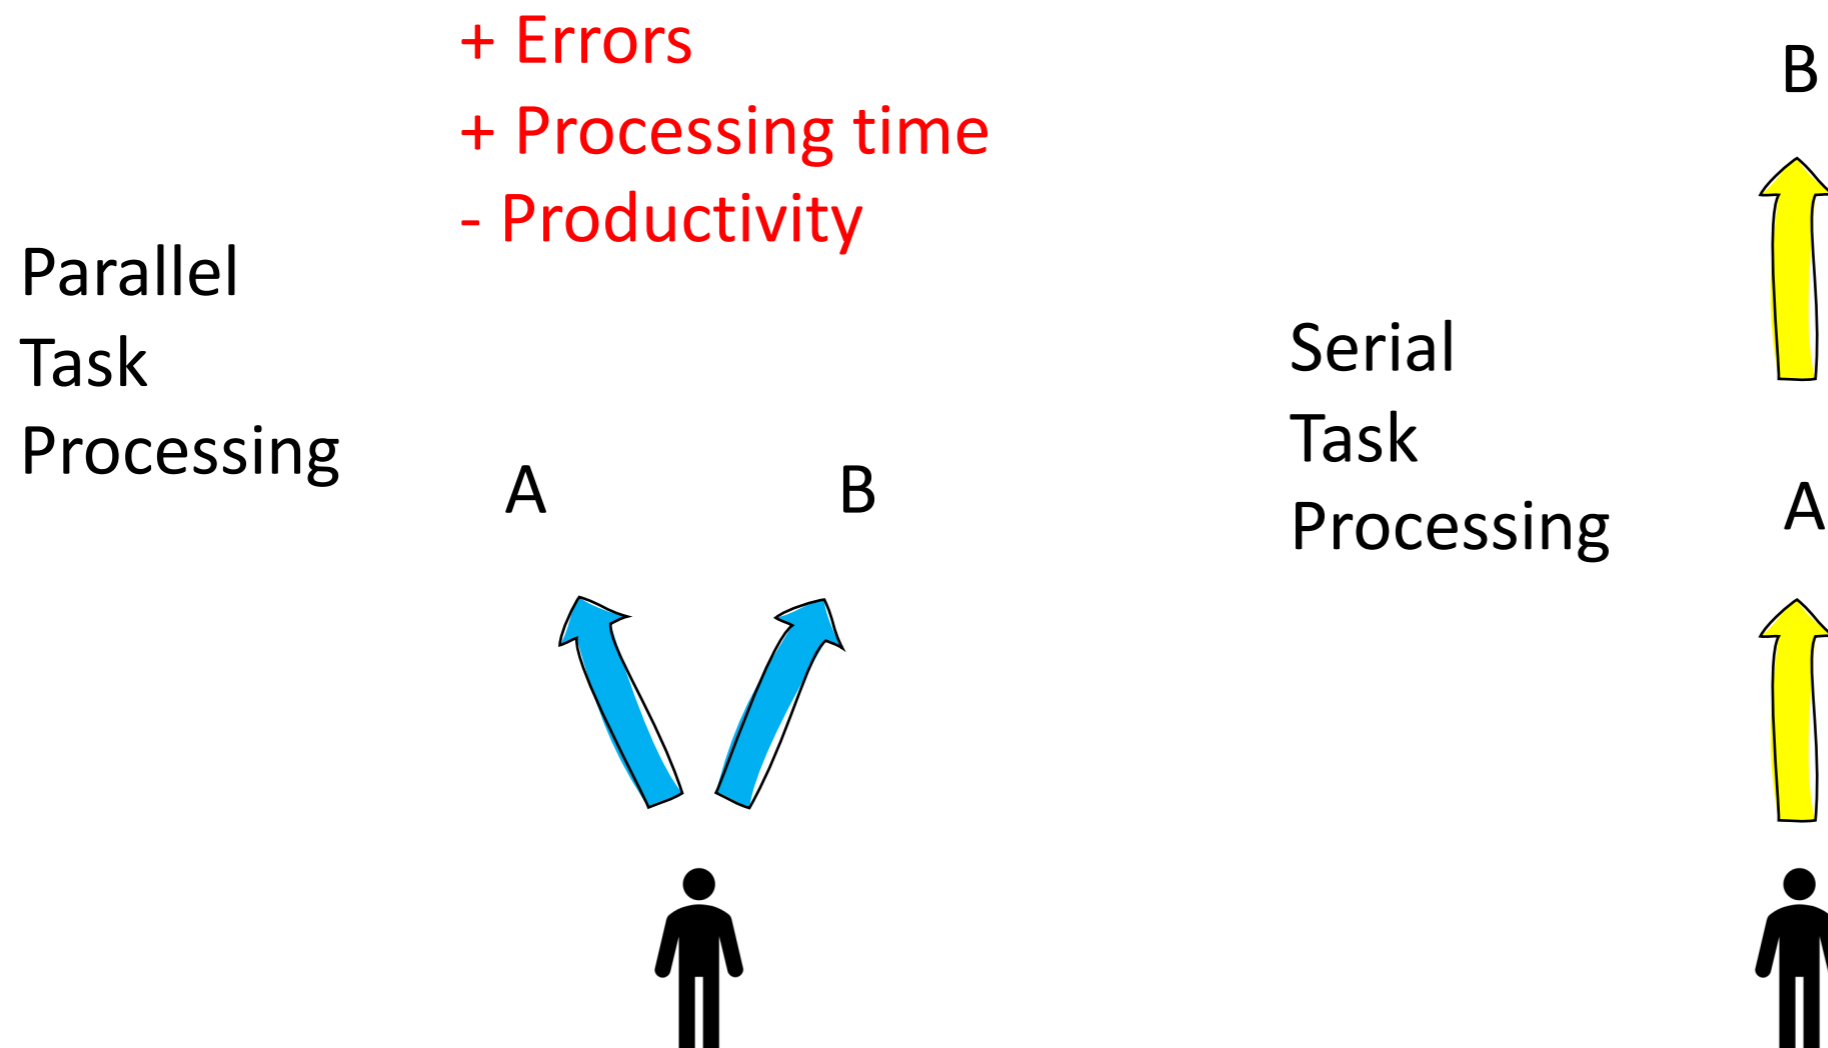 + Errors
+ Processing time
- Productivity
Parallel
Task
Processing
A
B
Serial
Task
Processing
B
A